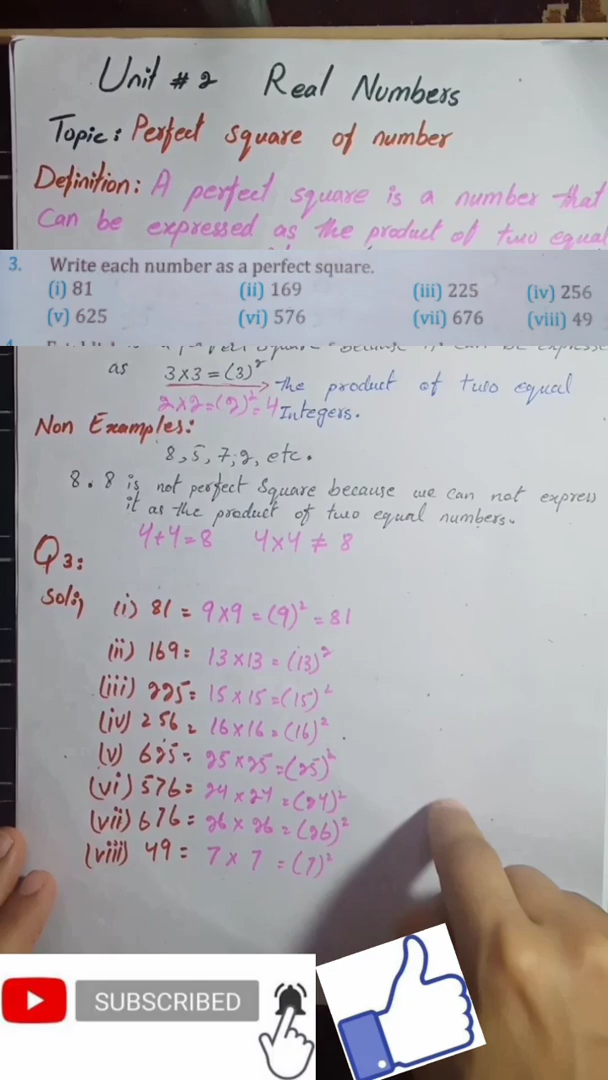 Unit # 2 Real Numbers
Topic: Perfect square of number
Definition: A perfect square is a number that
Can be expressed as the product of two equal
3. Write each number as a perfect square.
(i) 81 (ii) 169 (iii) 225 (iv) 256
(v) 625 (vi) 576 (vii) 676 (viii) 49
because it can be
as 3×3=(3)² the product of two equal
2×2=(2)²=4 Integers.
Non Examples:
8, 5, 7, 2, etc.
8. 8 is not perfect Square because we can not express
it as the product of two equal numbers.
4+4=8 4×4≠8
Q3:
Sol:
(i) 81 = 9×9 = (9)² = 81
(ii) 169= 13×13 = (13)²
(iii) 225= 15×15=(15)²
(iv) 256= 16×16=(16)²
(v) 625= 25×25=(25)²
(vi) 576= 24×24=(24)²
(vii) 676= 26×26=(26)²
(viii) 49= 7×7=(7)²
SUBSCRIBED